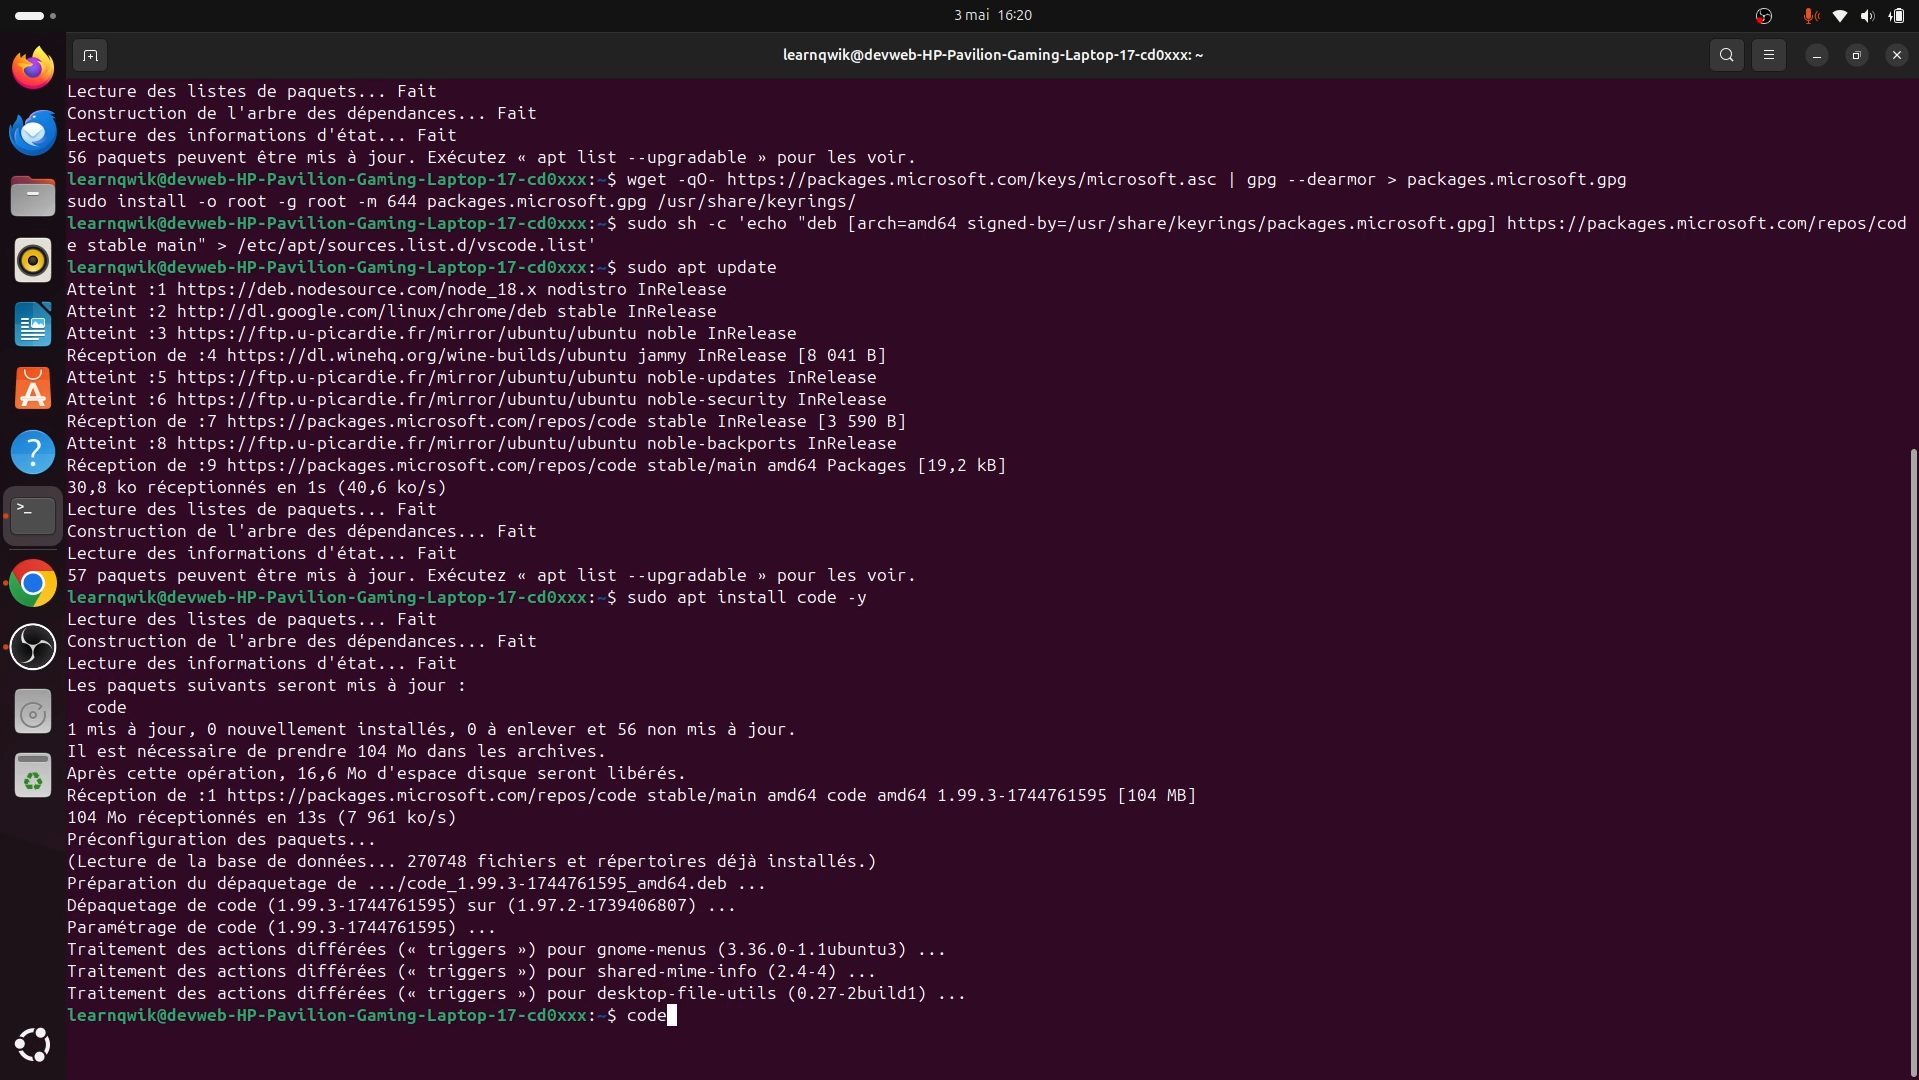 3 mai 16:20
learnqwik@devweb-HP-Pavilion-Gaming-Laptop-17-cd0xxx: ~
Lecture des listes de paquets... Fait
Construction de l'arbre des dépendances... Fait
Lecture des informations d'état... Fait
56 paquets peuvent être mis à jour. Exécutez « apt list --upgradable » pour les voir.
learnqwik@devweb-HP-Pavilion-Gaming-Laptop-17-cd0xxx:~$ wget -qO- https://packages.microsoft.com/keys/microsoft.asc | gpg --dearmor > packages.microsoft.gpg
sudo install -o root -g root -m 644 packages.microsoft.gpg /usr/share/keyrings/
learnqwik@devweb-HP-Pavilion-Gaming-Laptop-17-cd0xxx:~$ sudo sh -c 'echo "deb [arch=amd64 signed-by=/usr/share/keyrings/packages.microsoft.gpg] https://packages.microsoft.com/repos/cod
e stable main" > /etc/apt/sources.list.d/vscode.list'
learnqwik@devweb-HP-Pavilion-Gaming-Laptop-17-cd0xxx:~$ sudo apt update
Atteint :1 https://deb.nodesource.com/node_18.x nodistro InRelease
Atteint :2 http://dl.google.com/linux/chrome/deb stable InRelease
Atteint :3 https://ftp.u-picardie.fr/mirror/ubuntu/ubuntu noble InRelease
Réception de :4 https://dl.winehq.org/wine-builds/ubuntu jammy InRelease [8 041 B]
Atteint :5 https://ftp.u-picardie.fr/mirror/ubuntu/ubuntu noble-updates InRelease
Atteint :6 https://ftp.u-picardie.fr/mirror/ubuntu/ubuntu noble-security InRelease
Réception de :7 https://packages.microsoft.com/repos/code stable InRelease [3 590 B]
Atteint :8 https://ftp.u-picardie.fr/mirror/ubuntu/ubuntu noble-backports InRelease
Réception de :9 https://packages.microsoft.com/repos/code stable/main amd64 Packages [19,2 kB]
30,8 ko réceptionnés en 1s (40,6 ko/s)
Lecture des listes de paquets... Fait
Construction de l'arbre des dépendances... Fait
Lecture des informations d'état... Fait
57 paquets peuvent être mis à jour. Exécutez « apt list --upgradable » pour les voir.
learnqwik@devweb-HP-Pavilion-Gaming-Laptop-17-cd0xxx:~$ sudo apt install code -y
Lecture des listes de paquets... Fait
Construction de l'arbre des dépendances... Fait
Lecture des informations d'état... Fait
Les paquets suivants seront mis à jour :
  code
1 mis à jour, 0 nouvellement installés, 0 à enlever et 56 non mis à jour.
Il est nécessaire de prendre 104 Mo dans les archives.
Après cette opération, 16,6 Mo d'espace disque seront libérés.
Réception de :1 https://packages.microsoft.com/repos/code stable/main amd64 code amd64 1.99.3-1744761595 [104 MB]
104 Mo réceptionnés en 13s (7 961 ko/s)
Préconfiguration des paquets...
(Lecture de la base de données... 270748 fichiers et répertoires déjà installés.)
Préparation du dépaquetage de .../code_1.99.3-1744761595_amd64.deb ...
Dépaquetage de code (1.99.3-1744761595) sur (1.97.2-1739406807) ...
Paramétrage de code (1.99.3-1744761595) ...
Traitement des actions différées (« triggers ») pour gnome-menus (3.36.0-1.1ubuntu3) ...
Traitement des actions différées (« triggers ») pour shared-mime-info (2.4-4) ...
Traitement des actions différées (« triggers ») pour desktop-file-utils (0.27-2build1) ...
learnqwik@devweb-HP-Pavilion-Gaming-Laptop-17-cd0xxx:~$ code